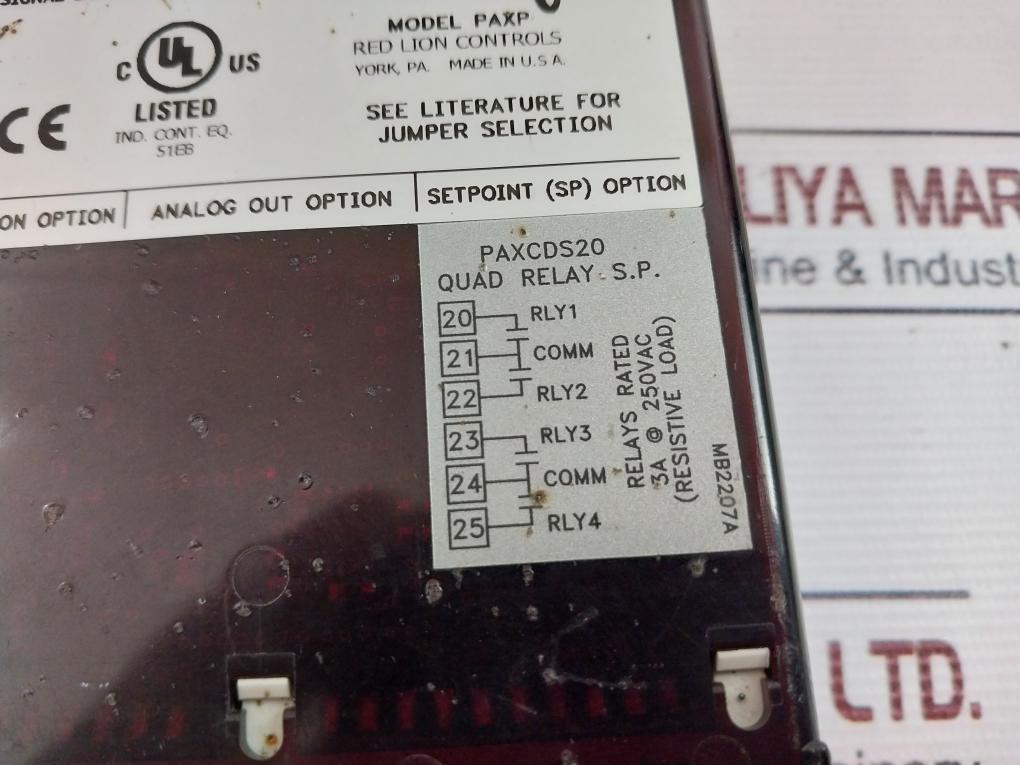 MODEL PAXP
RED LION CONTROLS
YORK, PA. MADE IN U.S A.
C UL US
LISTED
IND. CONT. EQ.
51EB
CE
SEE LITERATURE FOR
JUMPER SELECTION
ON OPTION
ANALOG OUT OPTION
SETPOINT (SP) OPTION
PAXCDS20
QUAD RELAY S.P.
20 RLY1
21 COMM
22 RLY2
23 RLY3
24 COMM
25 RLY4
RELAYS RATED
3A @ 250VAC
(RESISTIVE LOAD)
MB2207A
LIYA MAR
ine & Indust
LTD.